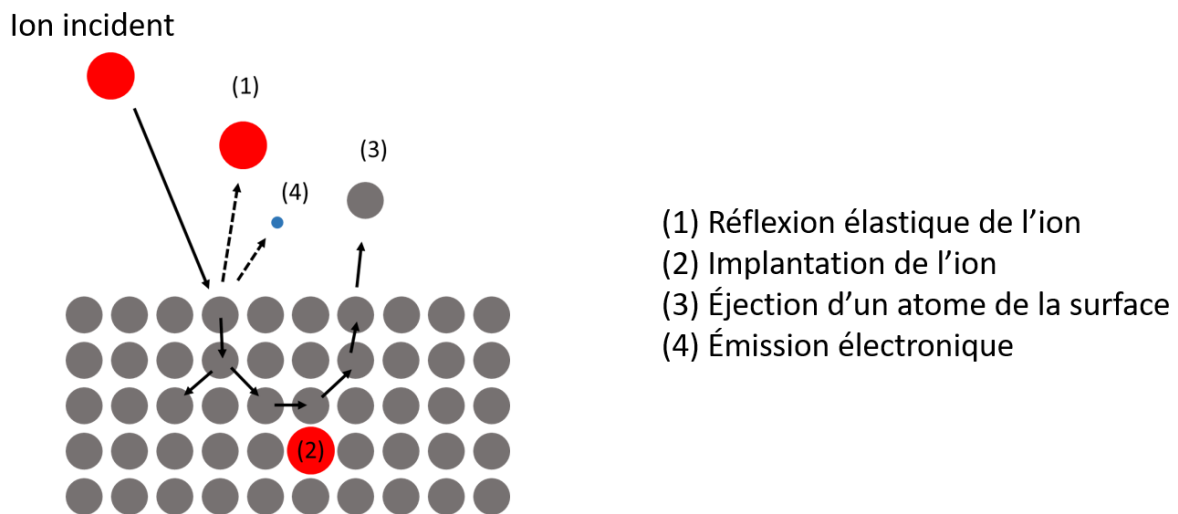 Ion incident
(1)
(3)
(4)
(2)
(1) Réflexion élastique de l’ion
(2) Implantation de l’ion
(3) Éjection d’un atome de la surface
(4) Émission électronique